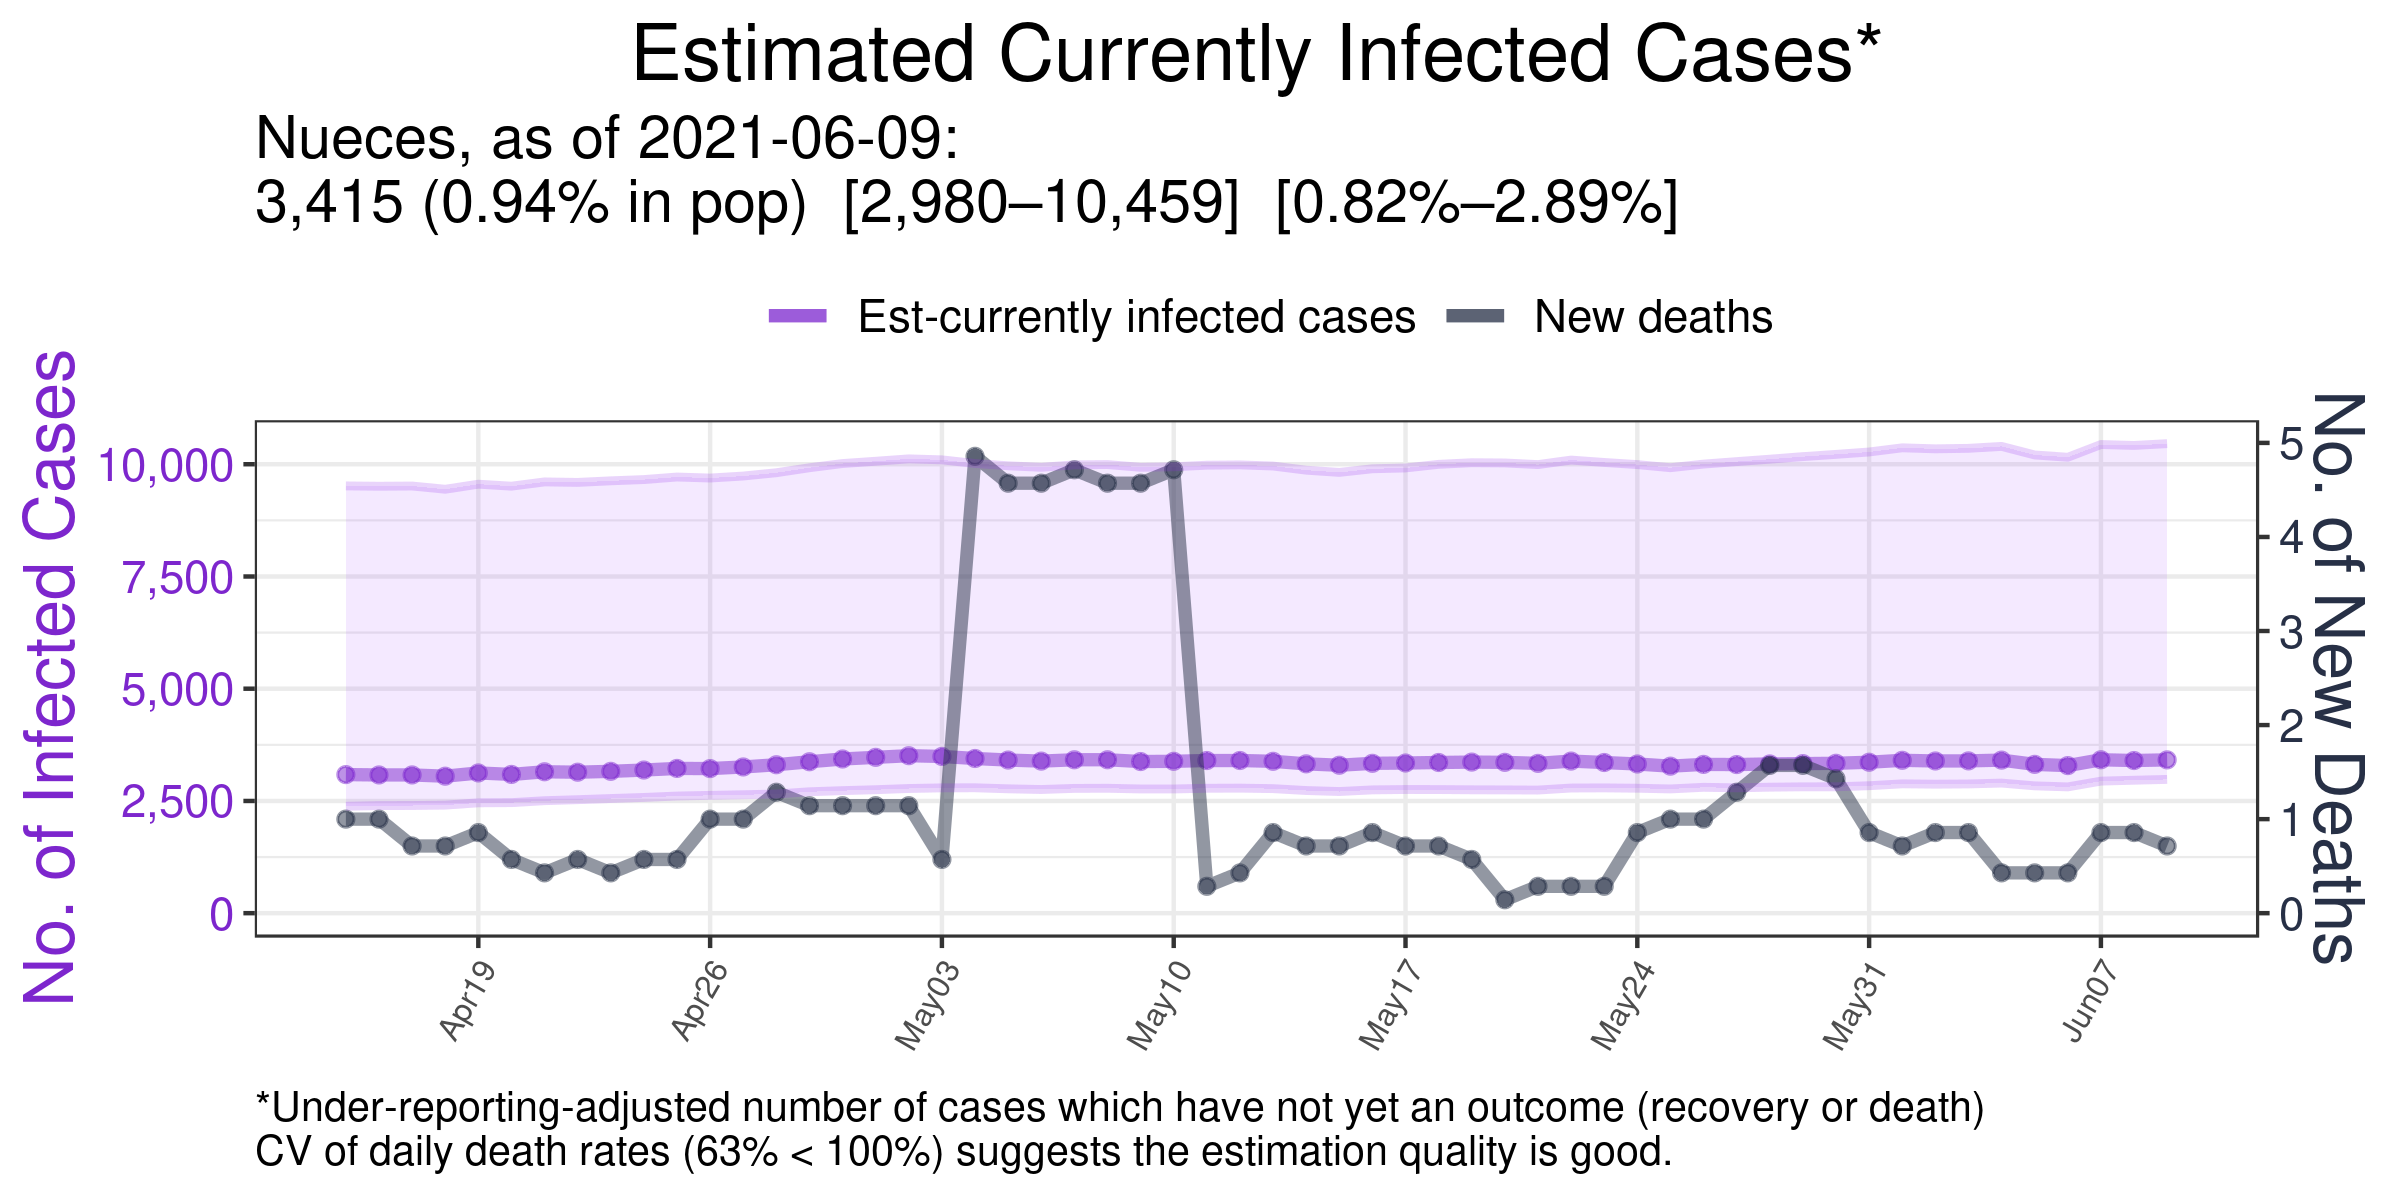 Estimated Currently Infected Cases*
Nueces, as of 2021-06-09:
3,415 (0.94% in pop)  [2,980–10,459]  [0.82%–2.89%]
Est-currently infected cases
New deaths
No. of Infected Cases
10,000
7,500
5,000
2,500
0
5
4
3
2
1
0
No. of New Deaths
Apr19
Apr26
May03
May10
May17
May24
May31
Jun07
*Under-reporting-adjusted number of cases which have not yet an outcome (recovery or death)
CV of daily death rates (63% < 100%) suggests the estimation quality is good.